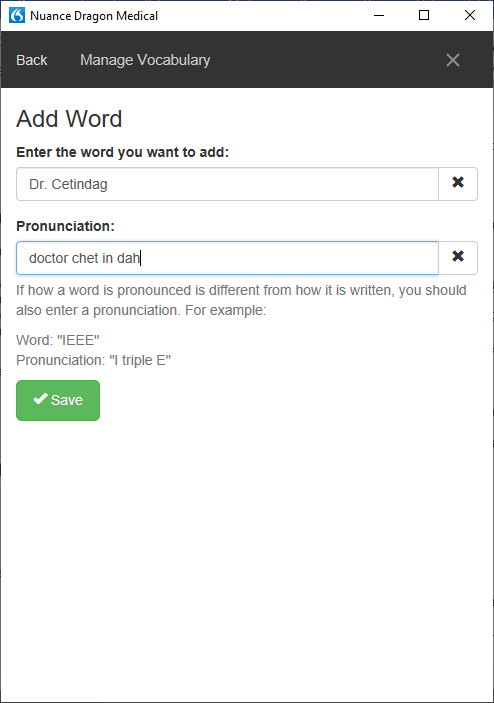 Nuance Dragon Medical
Back Manage Vocabulary
Add Word
Enter the word you want to add:
Dr. Cetindag
Pronunciation:
doctor chet in dah
If how a word is pronounced is different from how it is written, you should
also enter a pronunciation. For example:
Word: "IEEE"
Pronunciation: "I triple E"
Save